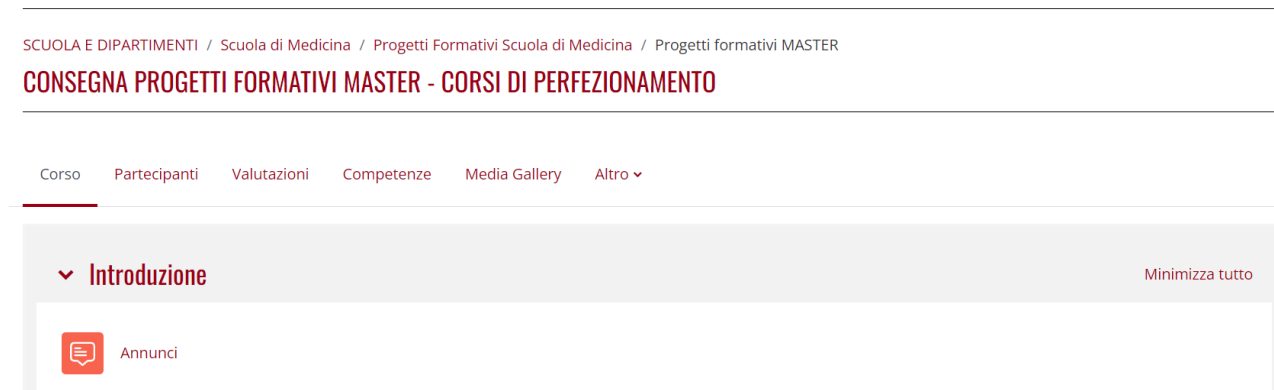 SCUOLA E DIPARTIMENTI / Scuola di Medicina / Progetti Formativi Scuola di Medicina / Progetti formativi MASTER
CONSEGNA PROGETTI FORMATIVI MASTER - CORSI DI PERFEZIONAMENTO
Corso Partecipanti Valutazioni Competenze Media Gallery Altro
Introduzione Minimizza tutto
Annunci